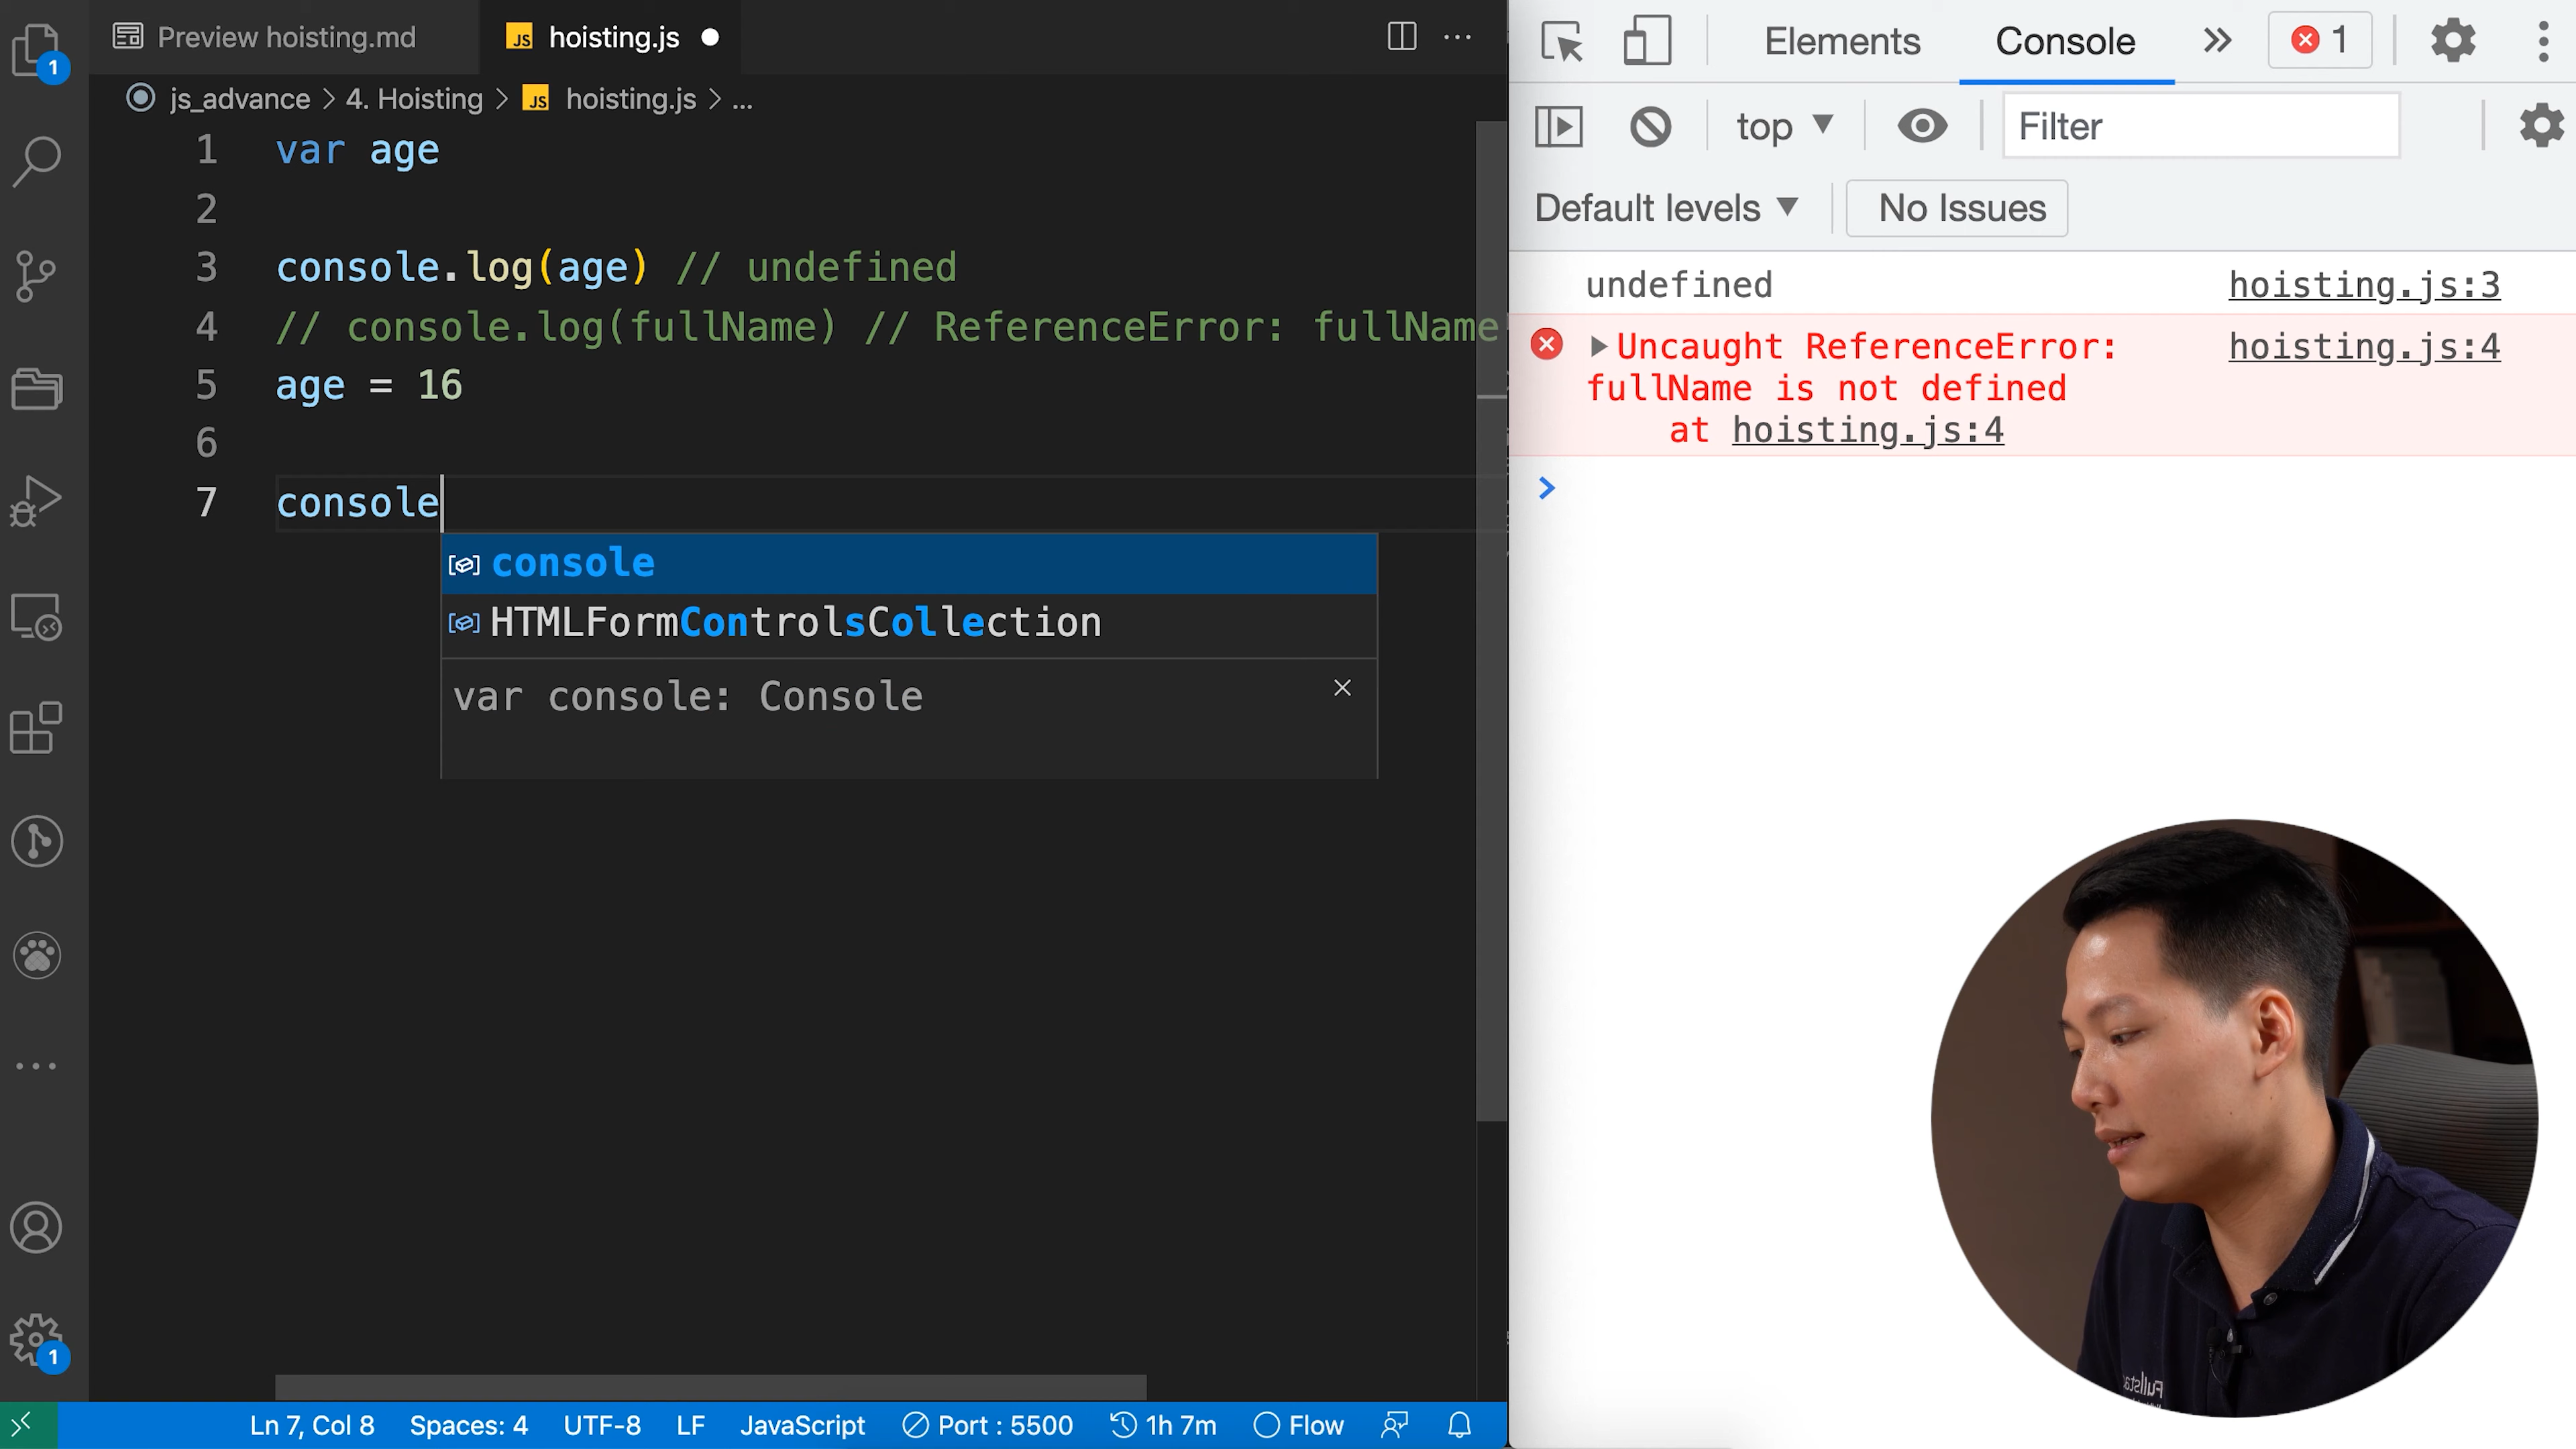 Preview hoisting.md
JS hoisting.js
js_advance > 4. Hoisting > JS hoisting.js > ...
1 var age
2
3 console.log(age) // undefined
4 // console.log(fullName) // ReferenceError: fullName
5 age = 16
6
7 console
console
HTMLFormControlsCollection
var console: Console
1
1
Ln 7, Col 8 Spaces: 4 UTF-8 LF JavaScript Port : 5500 1h 7m Flow
Elements Console 1
top Filter
Default levels No Issues
undefined hoisting.js:3
Uncaught ReferenceError: hoisting.js:4
fullName is not defined
at hoisting.js:4